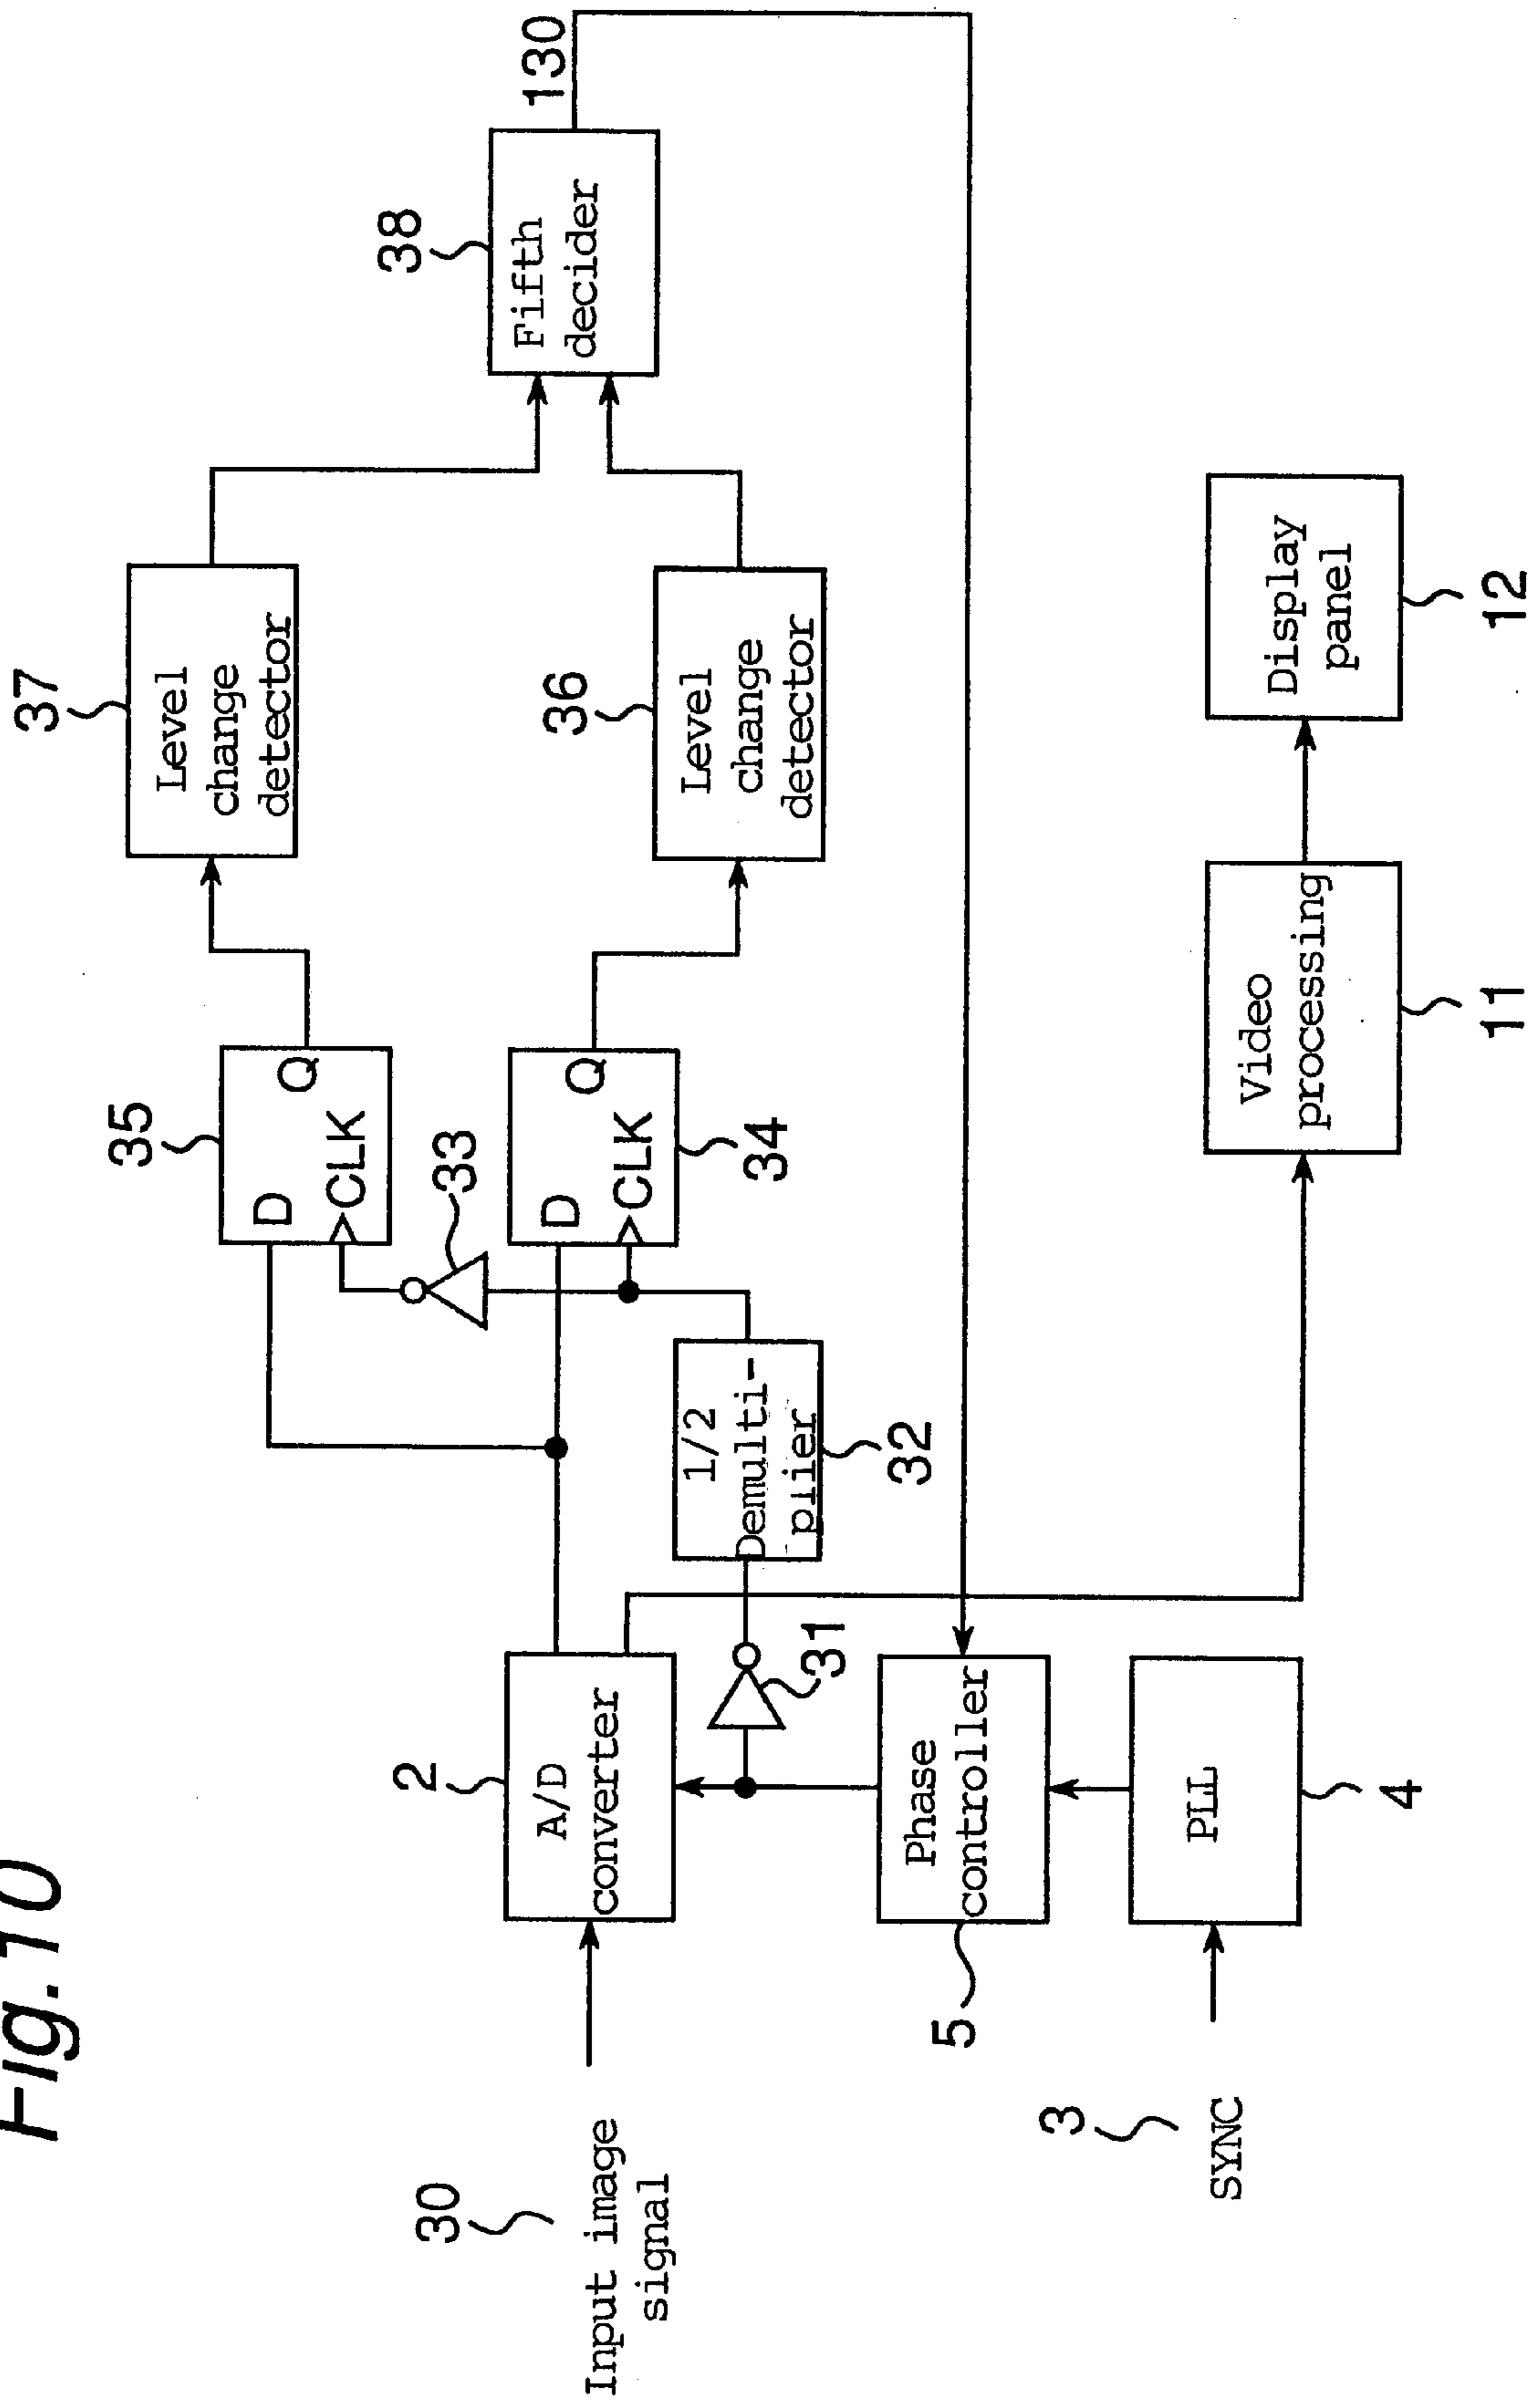 Fig.10
30
Input image
signal
3
SYNC
2
A/D
converter
5
Phase
controller
PLL
4
31
1/2
Demulti-
plier
32
33
35
D
Q
CLK
D
Q
CLK
34
37
Level
change
detector
36
Level
change
detector
38
Fifth
decider
130
Video
processing
11
Display
panel
12